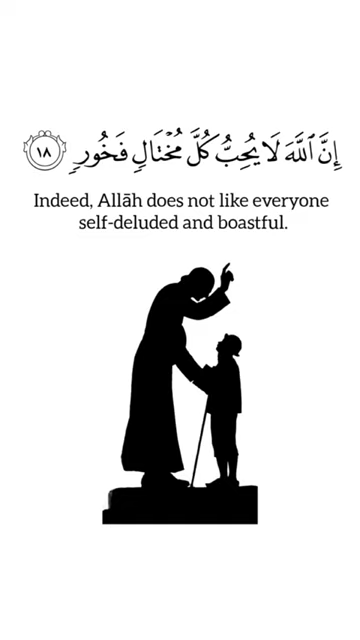 إِنَّ ٱللَّهَ لَا يُحِبُّ كُلَّ مُخْتَالٍ فَخُورٍ ١٨
Indeed, Allāh does not like everyone
self-deluded and boastful.